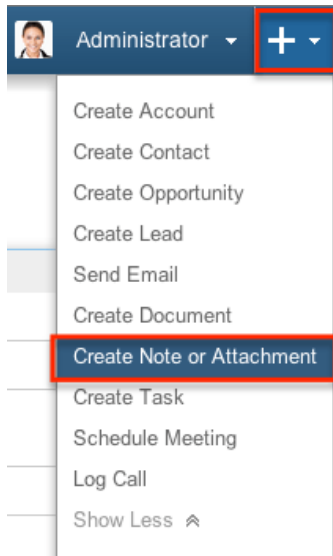 Administrator
Create Account
Create Contact
Create Opportunity
Create Lead
Send Email
Create Document
Create Note or Attachment
Create Task
Schedule Meeting
Log Call
Show Less